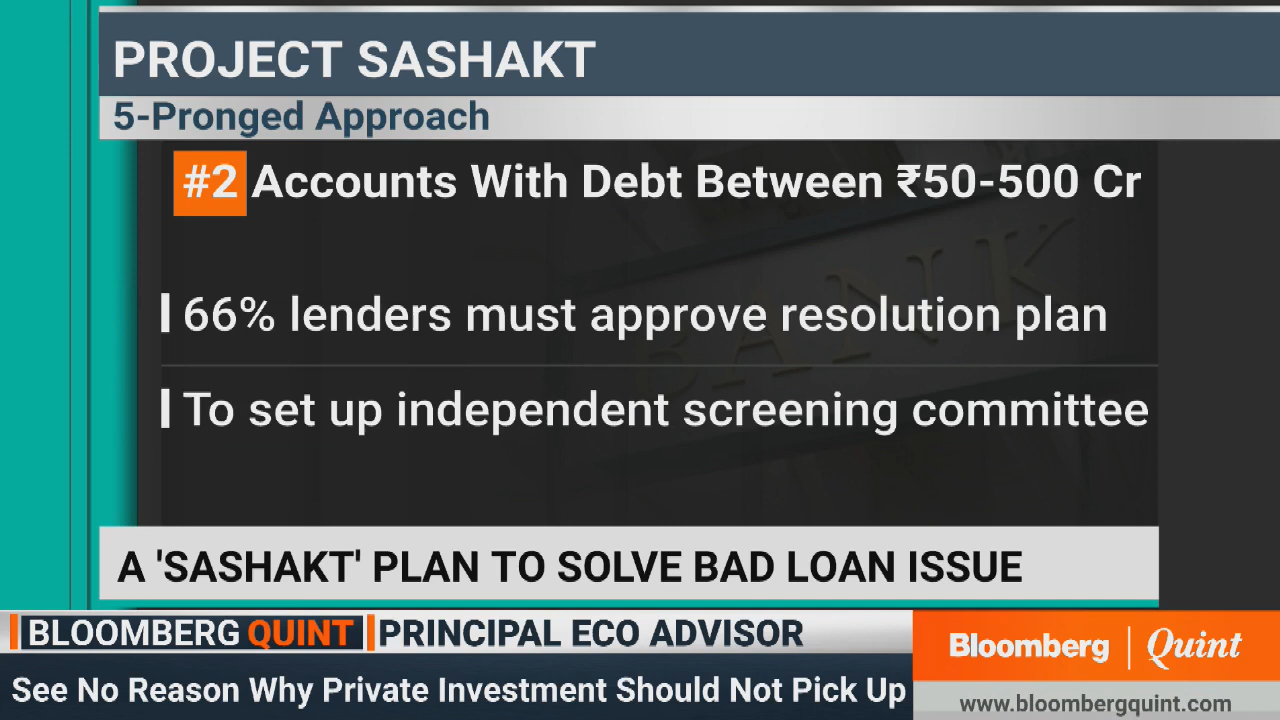 PROJECT SASHAKT
5-Pronged Approach
#2 Accounts With Debt Between ₹50-500 Cr
66% lenders must approve resolution plan
To set up independent screening committee
BANK
A 'SASHAKT' PLAN TO SOLVE BAD LOAN ISSUE
BLOOMBERG QUINT PRINCIPAL ECO ADVISOR
See No Reason Why Private Investment Should Not Pick Up
Bloomberg | Quint
www.bloombergquint.com